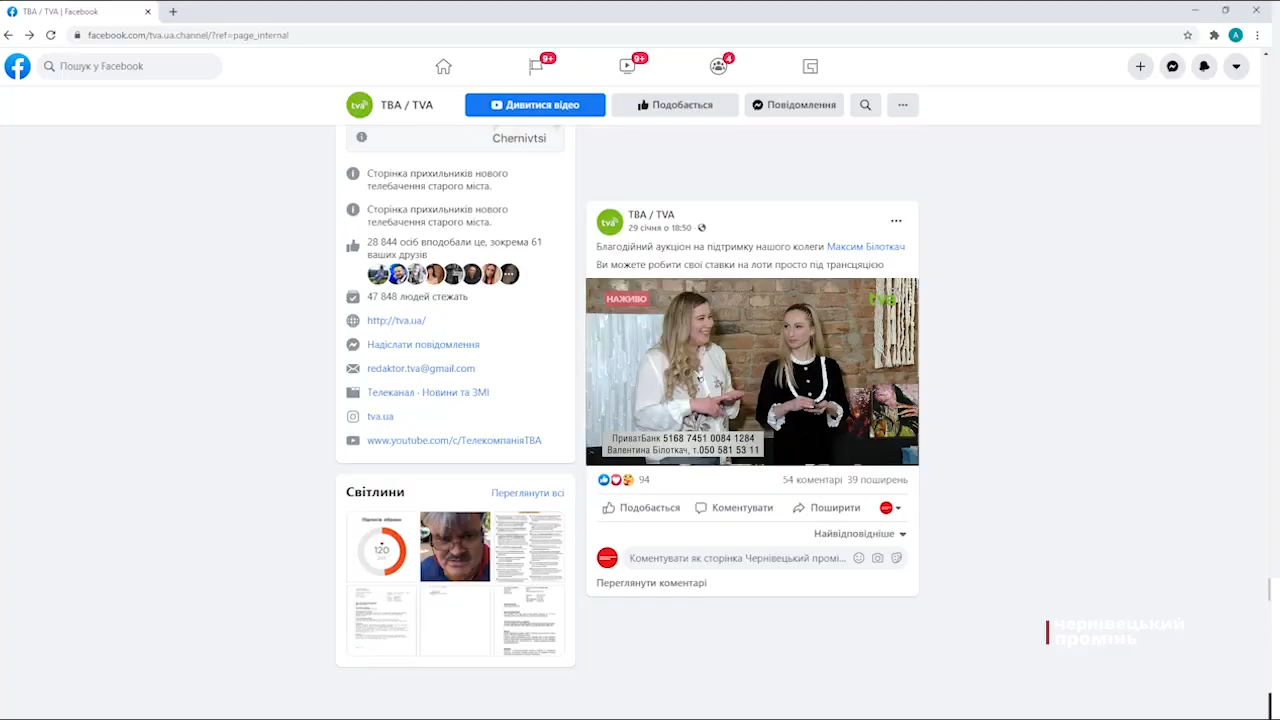 ТВА / TVA | Facebook
facebook.com/tva.ua.channel/?ref=page_internal
A
Пошук у Facebook
9+
9+
4
tva
ТВА / TVA
Дивитися відео
Подобається
Повідомлення
Chernivtsi
Сторінка прихильників нового
телебачення старого міста.
Сторінка прихильників нового
телебачення старого міста.
28 844 осіб вподобали це, зокрема 61
ваших друзів
47 848 людей стежать
http://tva.ua/
Надіслати повідомлення
redaktor.tva@gmail.com
Телеканал · Новини та ЗМІ
tva.ua
www.youtube.com/c/ТелекомпаніяТВА
Світлини
Переглянути всі
120
tva
ТВА / TVA
29 січня о 18:50
Благодійний аукціон на підтримку нашого колеги Максим Білоткач
Ви можете робити свої ставки на лоти просто під трансцяцією
НАЖИВО
tva
ПриватБанк 5168 7451 0084 1284
Валентина Білоткач, т.050 581 53 11
94
54 коментарі 39 поширень
Подобається
Коментувати
Поширити
Найвідповідніше
Коментувати як сторінка Чернівецький промі...
Переглянути коментарі
чернівецький
промінь